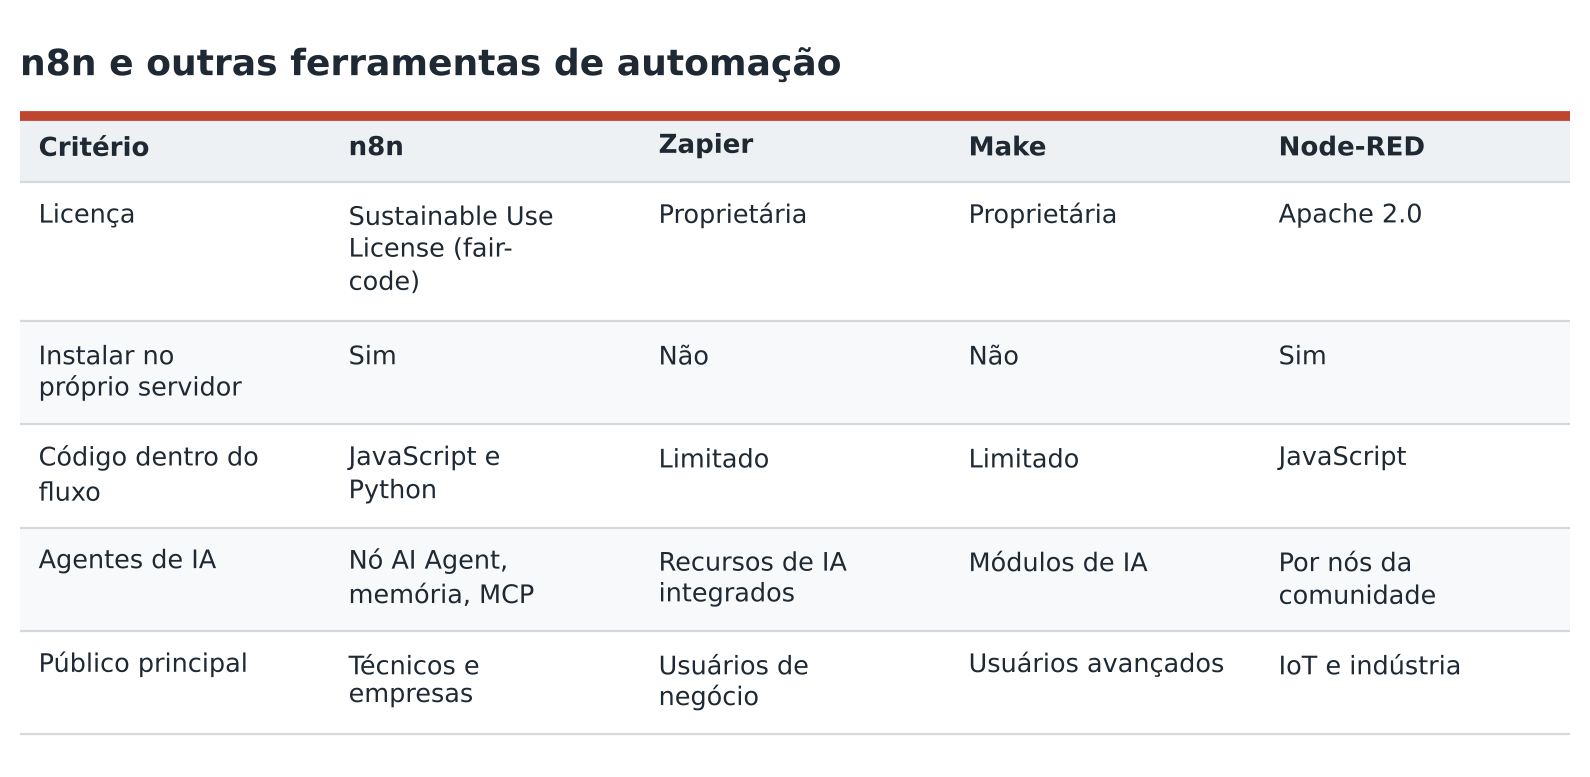 n8n e outras ferramentas de automação
Critério n8n Zapier Make Node-RED
Licença Sustainable Use Proprietária Proprietária Apache 2.0
License (fair-
code)
Instalar no Sim Não Não Sim
próprio servidor
Código dentro do JavaScript e Limitado Limitado JavaScript
fluxo Python
Agentes de IA Nó AI Agent, Recursos de IA Módulos de IA Por nós da
memória, MCP integrados comunidade
Público principal Técnicos e Usuários de Usuários avançados IoT e indústria
empresas negócio